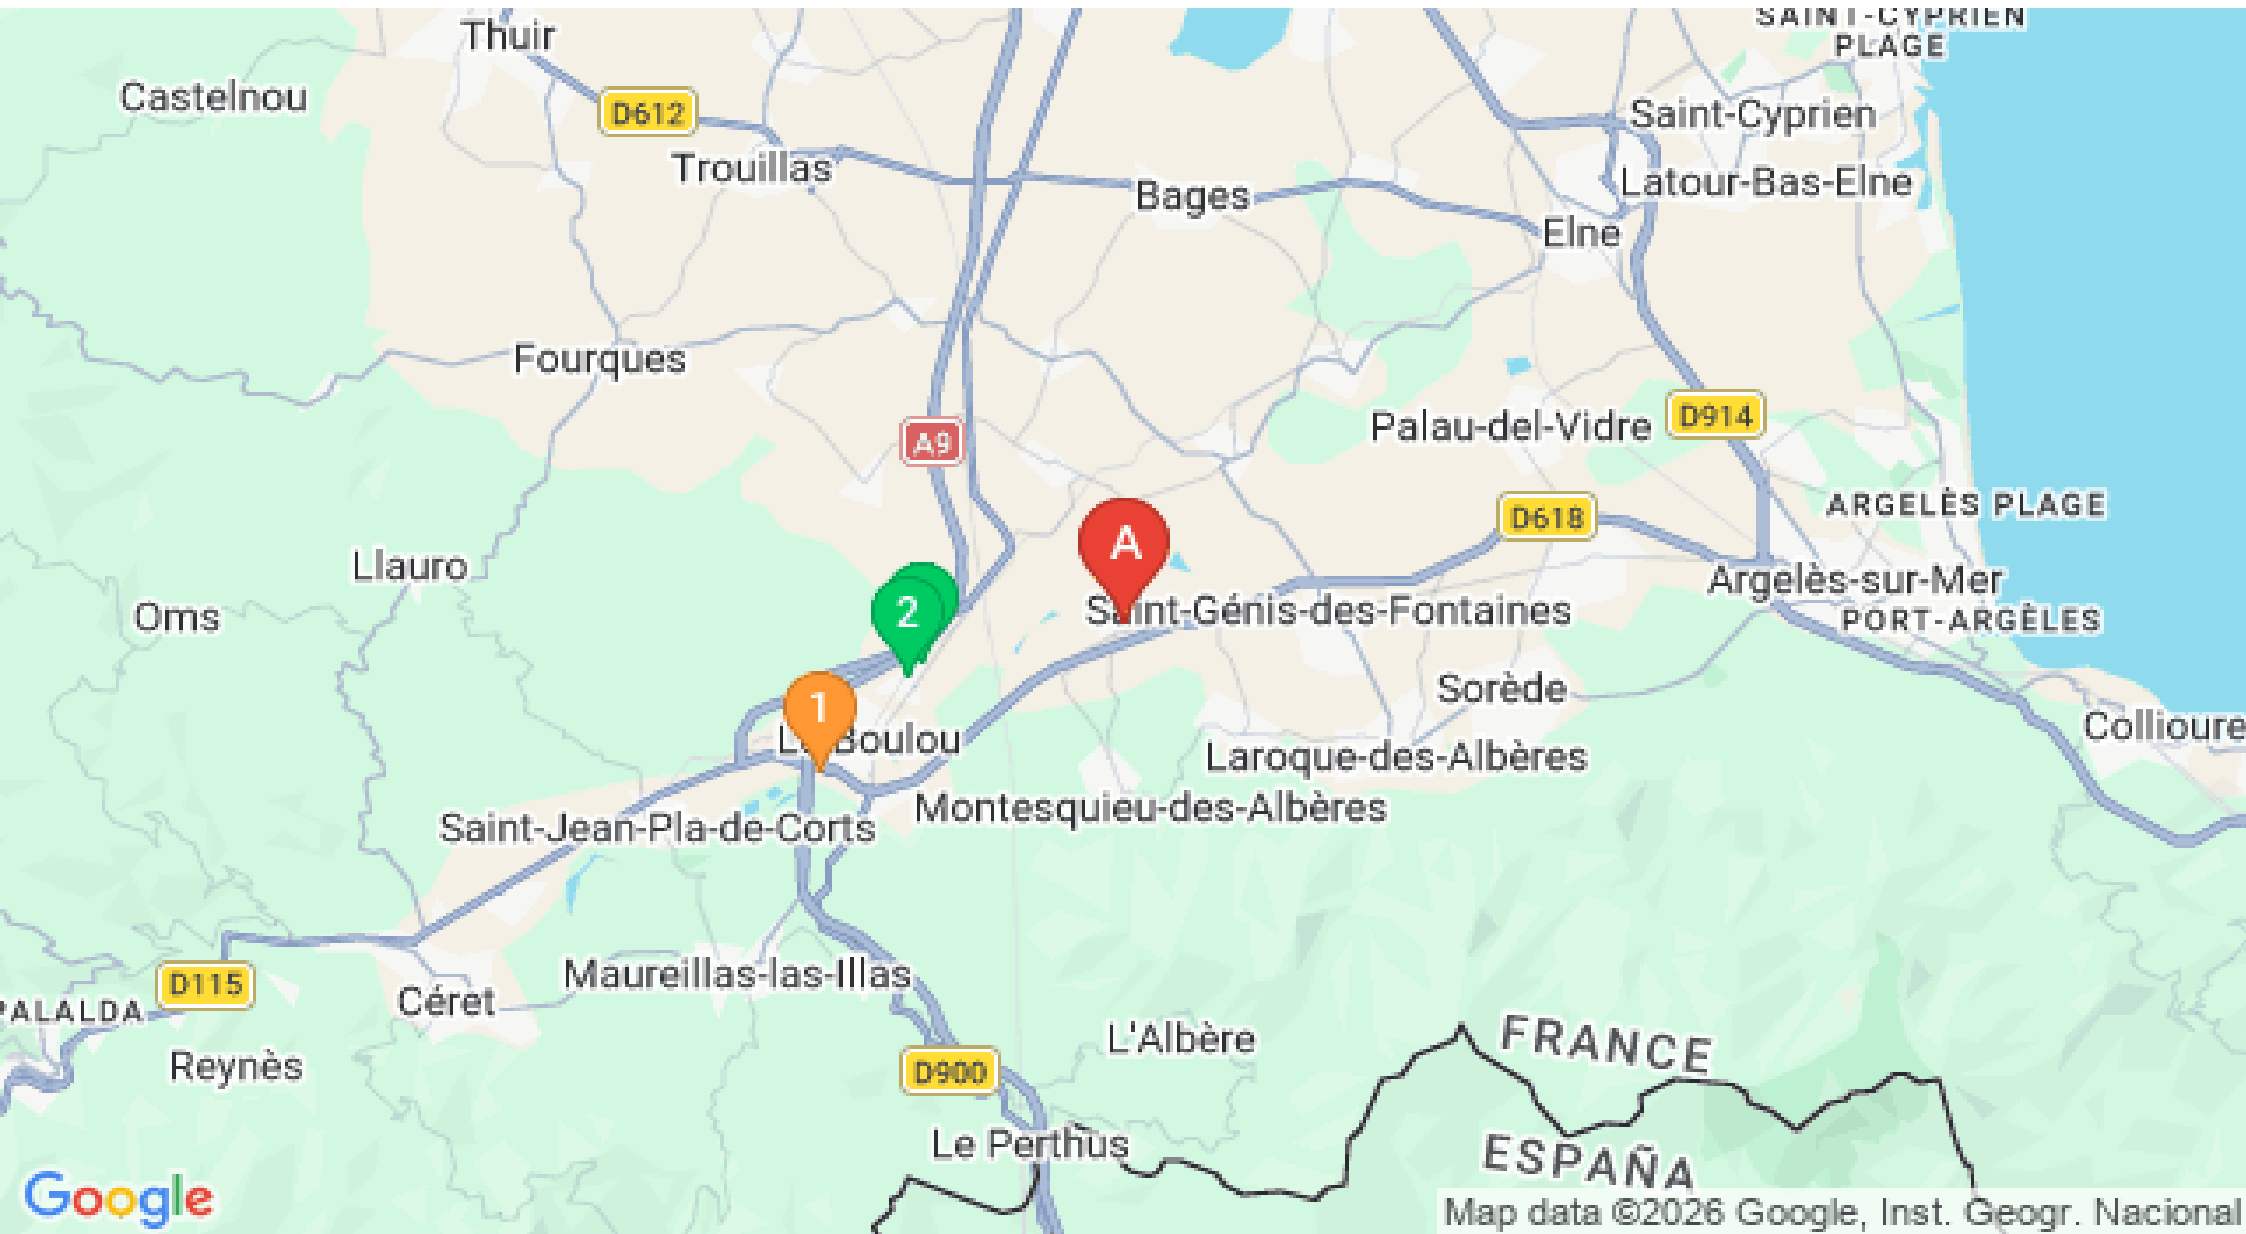 SAINT-CYPRIEN
PLAGE
Thuir
Castelnou
D612
Saint-Cyprien
Trouillas
Bages
Latour-Bas-Elne
Elne
Fourques
A9
Palau-del-Vidre
D914
ARGELÈS PLAGE
D618
A
Llauro
Argelès-sur-Mer
Oms
2
Saint-Génis-des-Fontaines
PORT-ARGELÈS
Sorède
1
Le Boulou
Collioure
Laroque-des-Albères
Montesquieu-des-Albères
Saint-Jean-Pla-de-Corts
Maureillas-las-Illas
D115
Céret
PALALDA
L'Albère
FRANCE
Reynès
D900
Le Perthus
ESPAÑA
Google
Map data ©2026 Google, Inst. Geogr. Nacional